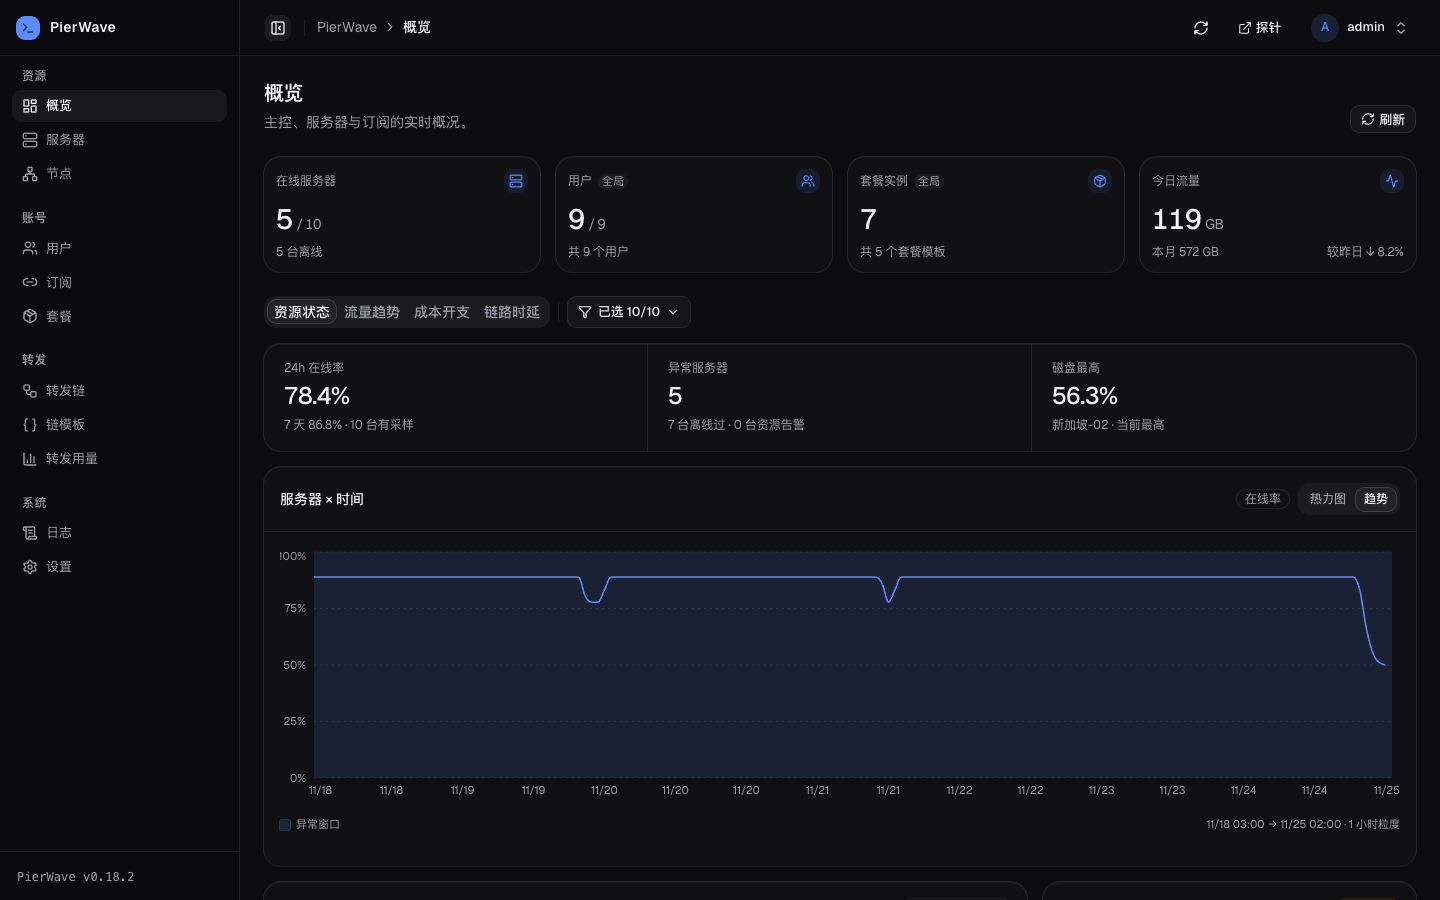 PierWave
资源
概览
服务器
节点
账号
用户
订阅
套餐
转发
转发链
链模板
转发用量
系统
日志
设置
PierWave v0.18.2
PierWave > 概览
探针
A admin
概览
主控、服务器与订阅的实时概况。
刷新
在线服务器
5 / 10
5 台离线
用户 全局
9 / 9
共 9 个用户
套餐实例 全局
7
共 5 个套餐模板
今日流量
119 GB
本月 572 GB 较昨日 ↓ 8.2%
资源状态 流量趋势 成本开支 链路时延 已选 10/10
24h 在线率
78.4%
7 天 86.8% · 10 台有采样
异常服务器
5
7 台离线过 · 0 台资源告警
磁盘最高
56.3%
新加坡-02 · 当前最高
服务器 × 时间
在线率 热力图 趋势
100%
75%
50%
25%
0%
11/18 11/18 11/19 11/19 11/20 11/20 11/20 11/21 11/21 11/22 11/22 11/23 11/23 11/24 11/24 11/25
异常窗口
11/18 03:00 → 11/25 02:00 · 1 小时粒度